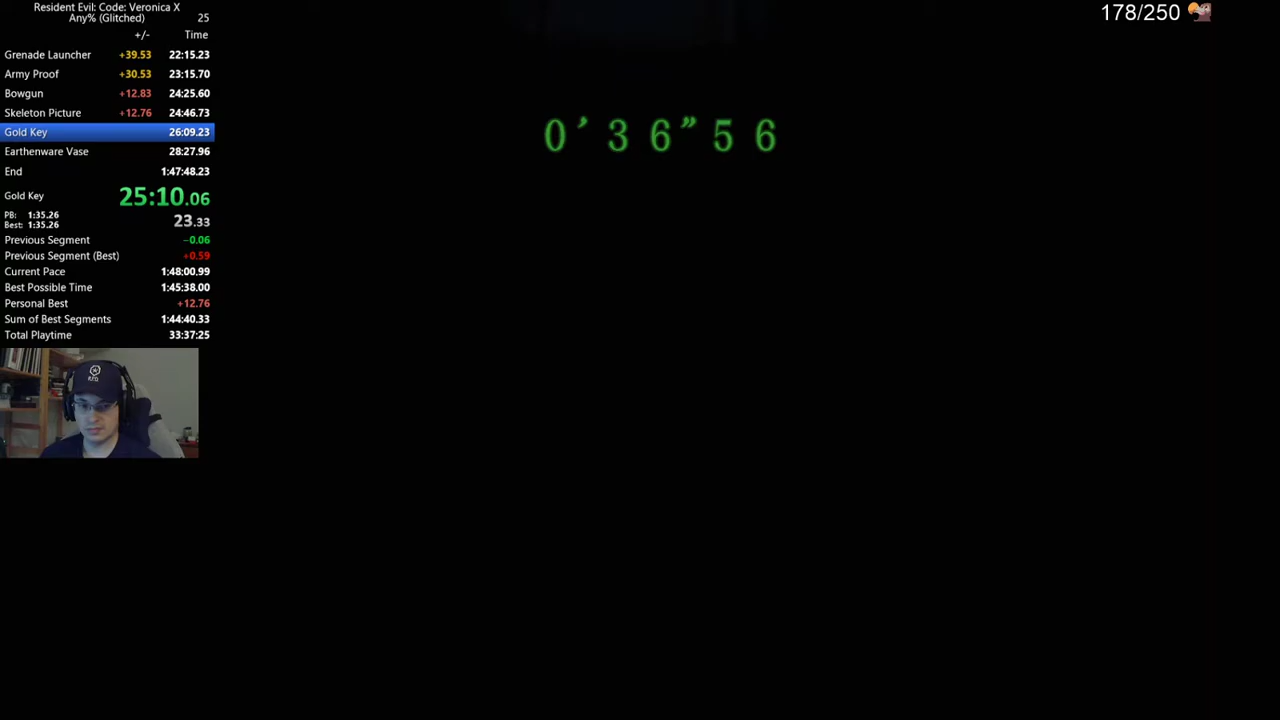 Resident Evil: Code: Veronica X
Any% (Glitched) 25
+/- Time
Grenade Launcher +39.53 22:15.23
Army Proof +30.53 23:15.70
Bowgun +12.83 24:25.60
Skeleton Picture +12.76 24:46.73
Gold Key 26:09.23
Earthenware Vase 28:27.96
End 1:47:48.23
Gold Key 25:10.06
PB: 1:35.26
Best: 1:35.26
23.33
Previous Segment −0.06
Previous Segment (Best) +0.59
Current Pace 1:48:00.99
Best Possible Time 1:45:38.00
Personal Best +12.76
Sum of Best Segments 1:44:40.33
Total Playtime 33:37:25
0’36”56
178/250